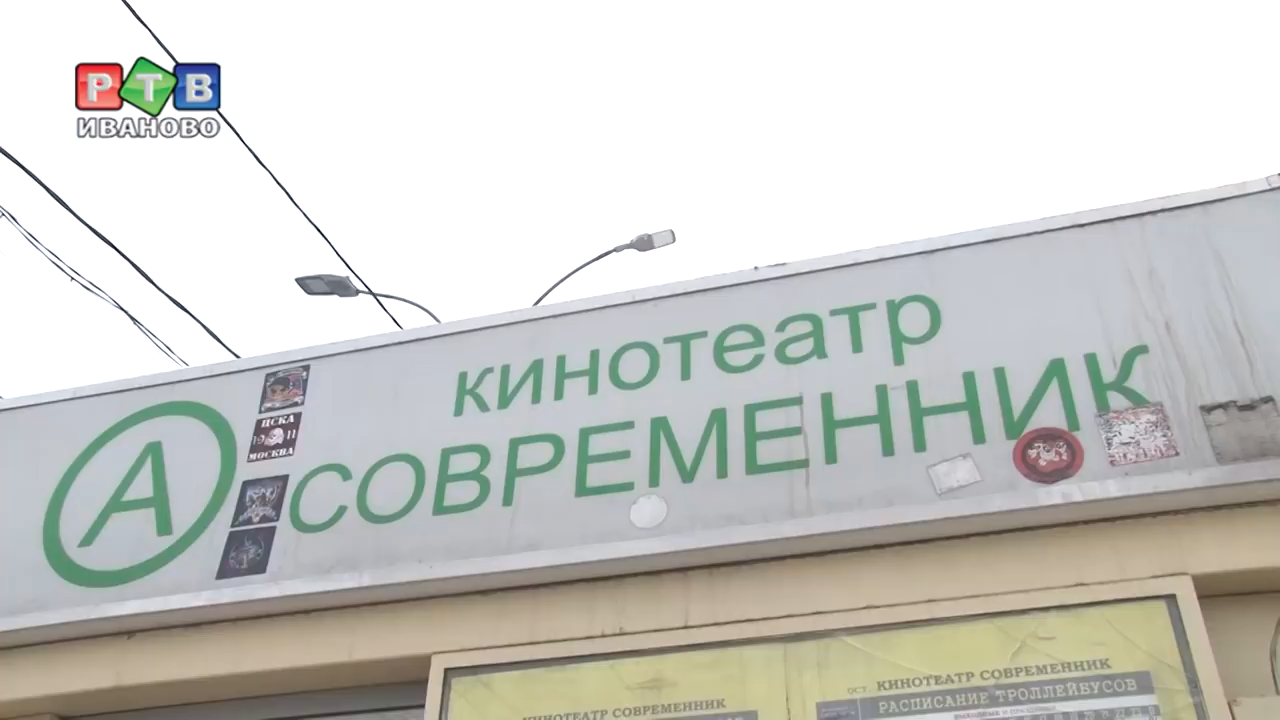 РТВ
ИВАНОВО
кинотеатр
А СОВРЕМЕННИК
ЦСКА
1911
МОСКВА
КИНОТЕАТР СОВРЕМЕННИК
ОСТ. КИНОТЕАТР СОВРЕМЕННИК
РАСПИСАНИЕ ТРОЛЛЕЙБУСОВ